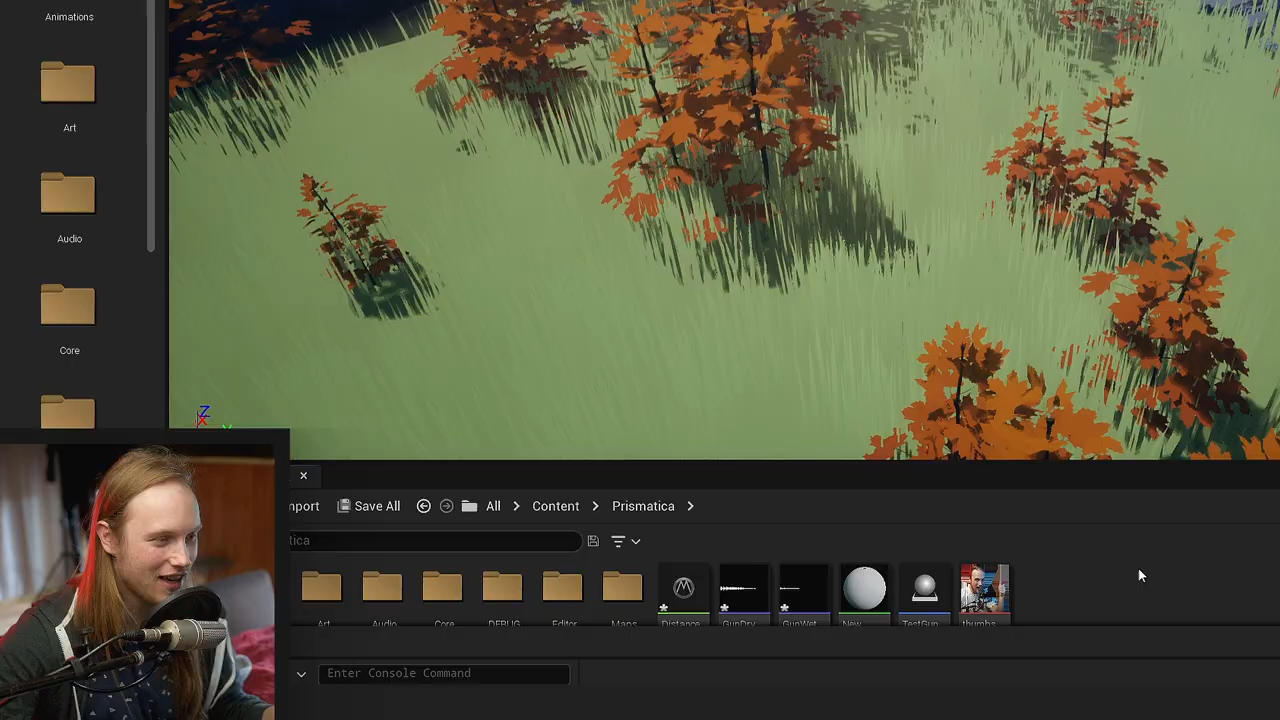 Animations
Art
Audio
Core
Z
X
mport
Save All
All
Content
Prismatica
tica
Art
Audio
Core
DEBUG
Editor
Maps
Distance
GunDry
GunWet
New
TestGun
thumbs
Enter Console Command